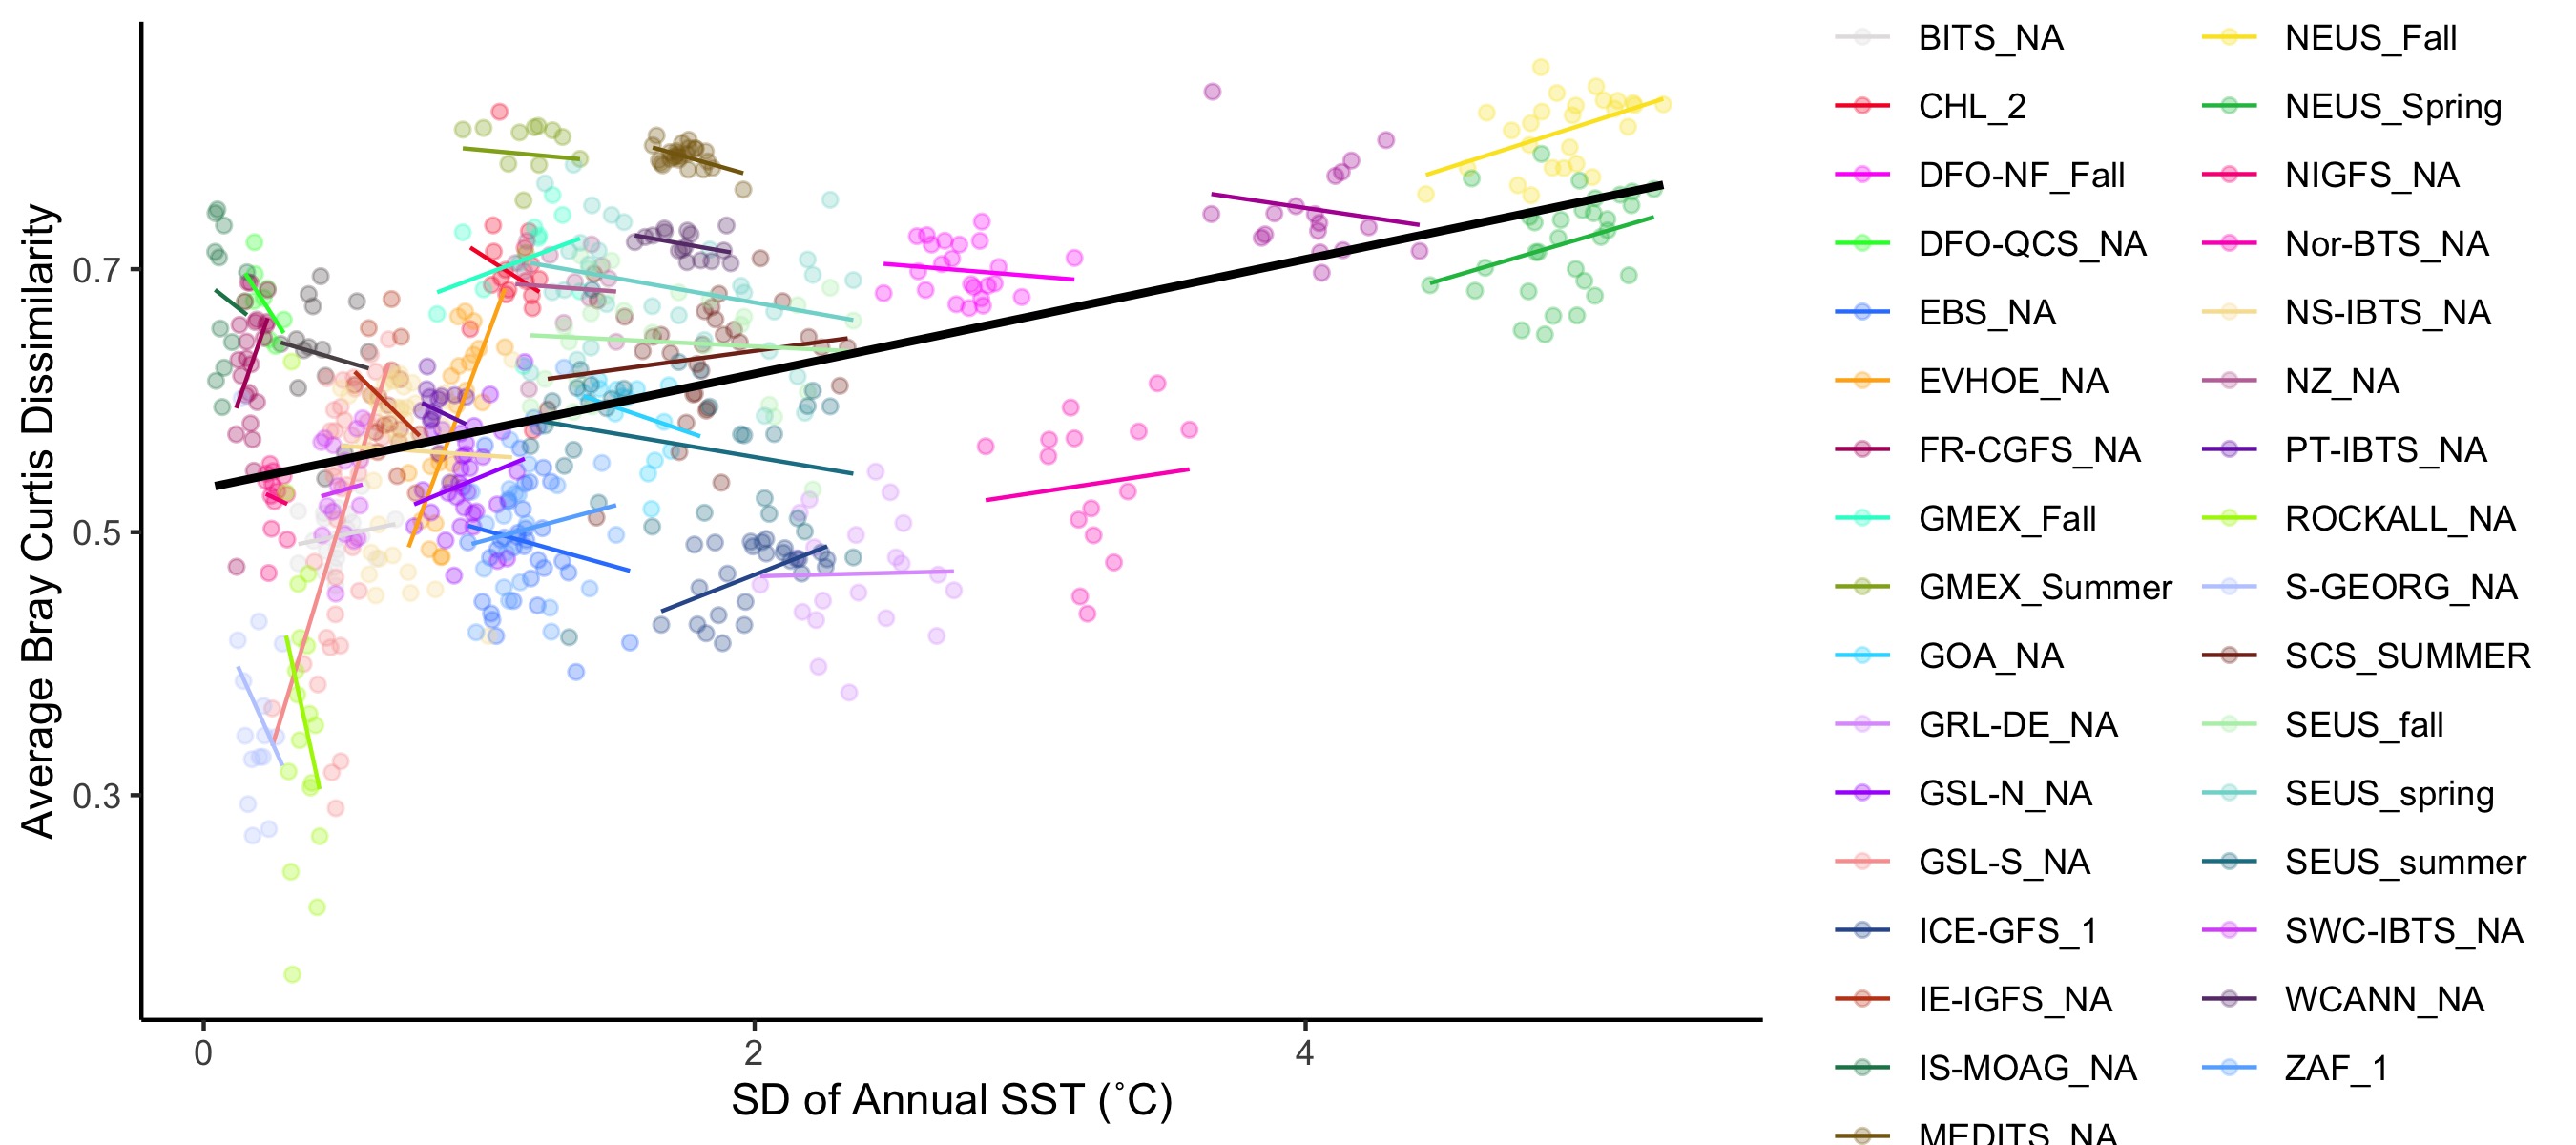 Average Bray Curtis Dissimilarity
0.7
0.5
0.3
0
2
4
SD of Annual SST (°C)
BITS_NA
CHL_2
DFO-NF_Fall
DFO-QCS_NA
EBS_NA
EVHOE_NA
FR-CGFS_NA
GMEX_Fall
GMEX_Summer
GOA_NA
GRL-DE_NA
GSL-N_NA
GSL-S_NA
ICE-GFS_1
IE-IGFS_NA
IS-MOAG_NA
MEDITS_NA
NEUS_Fall
NEUS_Spring
NIGFS_NA
Nor-BTS_NA
NS-IBTS_NA
NZ_NA
PT-IBTS_NA
ROCKALL_NA
S-GEORG_NA
SCS_SUMMER
SEUS_fall
SEUS_spring
SEUS_summer
SWC-IBTS_NA
WCANN_NA
ZAF_1